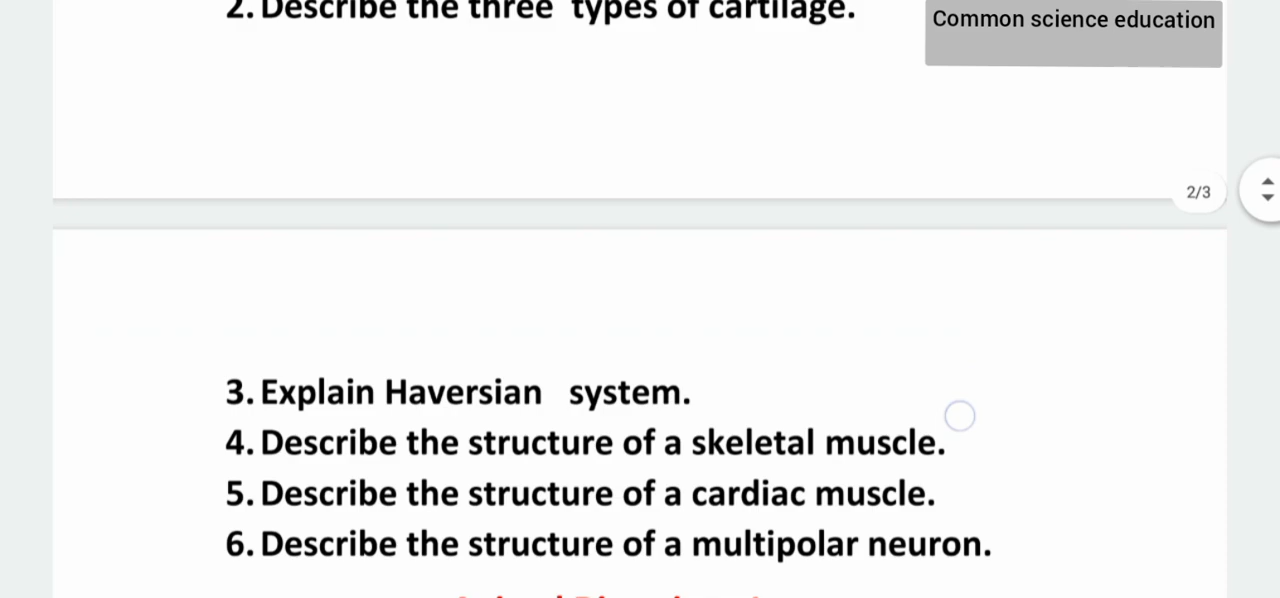 2. Describe the three types of cartilage.
Common science education
2/3
3. Explain Haversian system.
4. Describe the structure of a skeletal muscle.
5. Describe the structure of a cardiac muscle.
6. Describe the structure of a multipolar neuron.